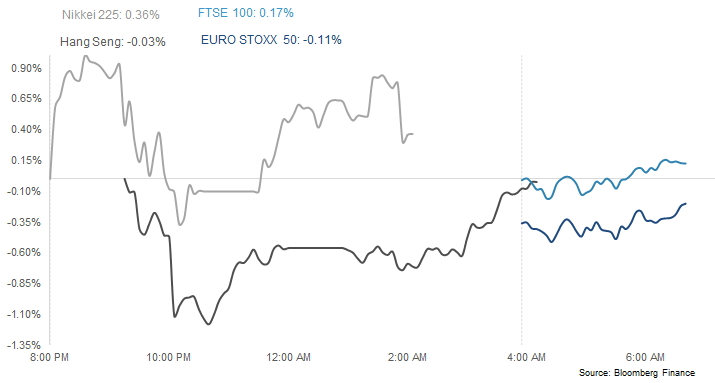 Nikkei 225: 0.36%
FTSE 100: 0.17%
Hang Seng: -0.03%
EURO STOXX 50: -0.11%
0.90%
0.65%
0.40%
0.15%
-0.10%
-0.35%
-0.60%
-0.85%
-1.10%
-1.35%
8:00 PM
10:00 PM
12:00 AM
2:00 AM
4:00 AM
6:00 AM
Source: Bloomberg Finance